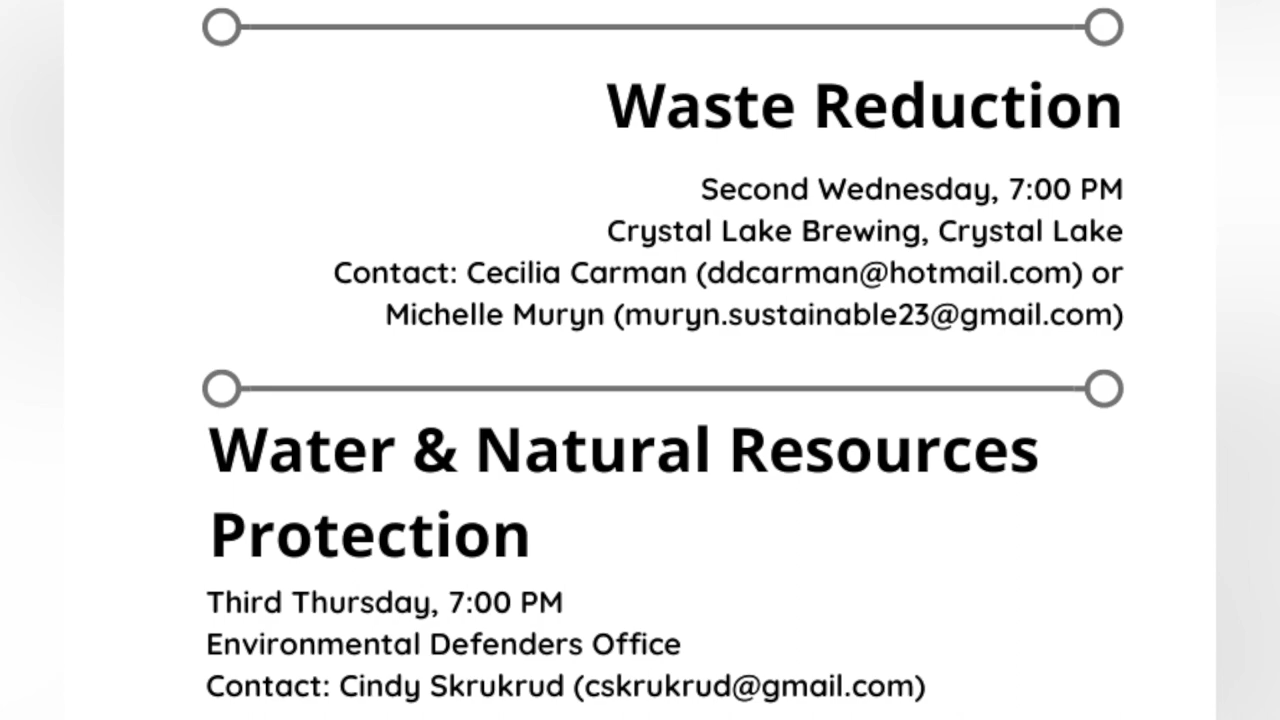 Waste Reduction
Second Wednesday, 7:00 PM
Crystal Lake Brewing, Crystal Lake
Contact: Cecilia Carman (ddcarman@hotmail.com) or
Michelle Muryn (muryn.sustainable23@gmail.com)
Water & Natural Resources
Protection
Third Thursday, 7:00 PM
Environmental Defenders Office
Contact: Cindy Skrukrud (cskrukrud@gmail.com)